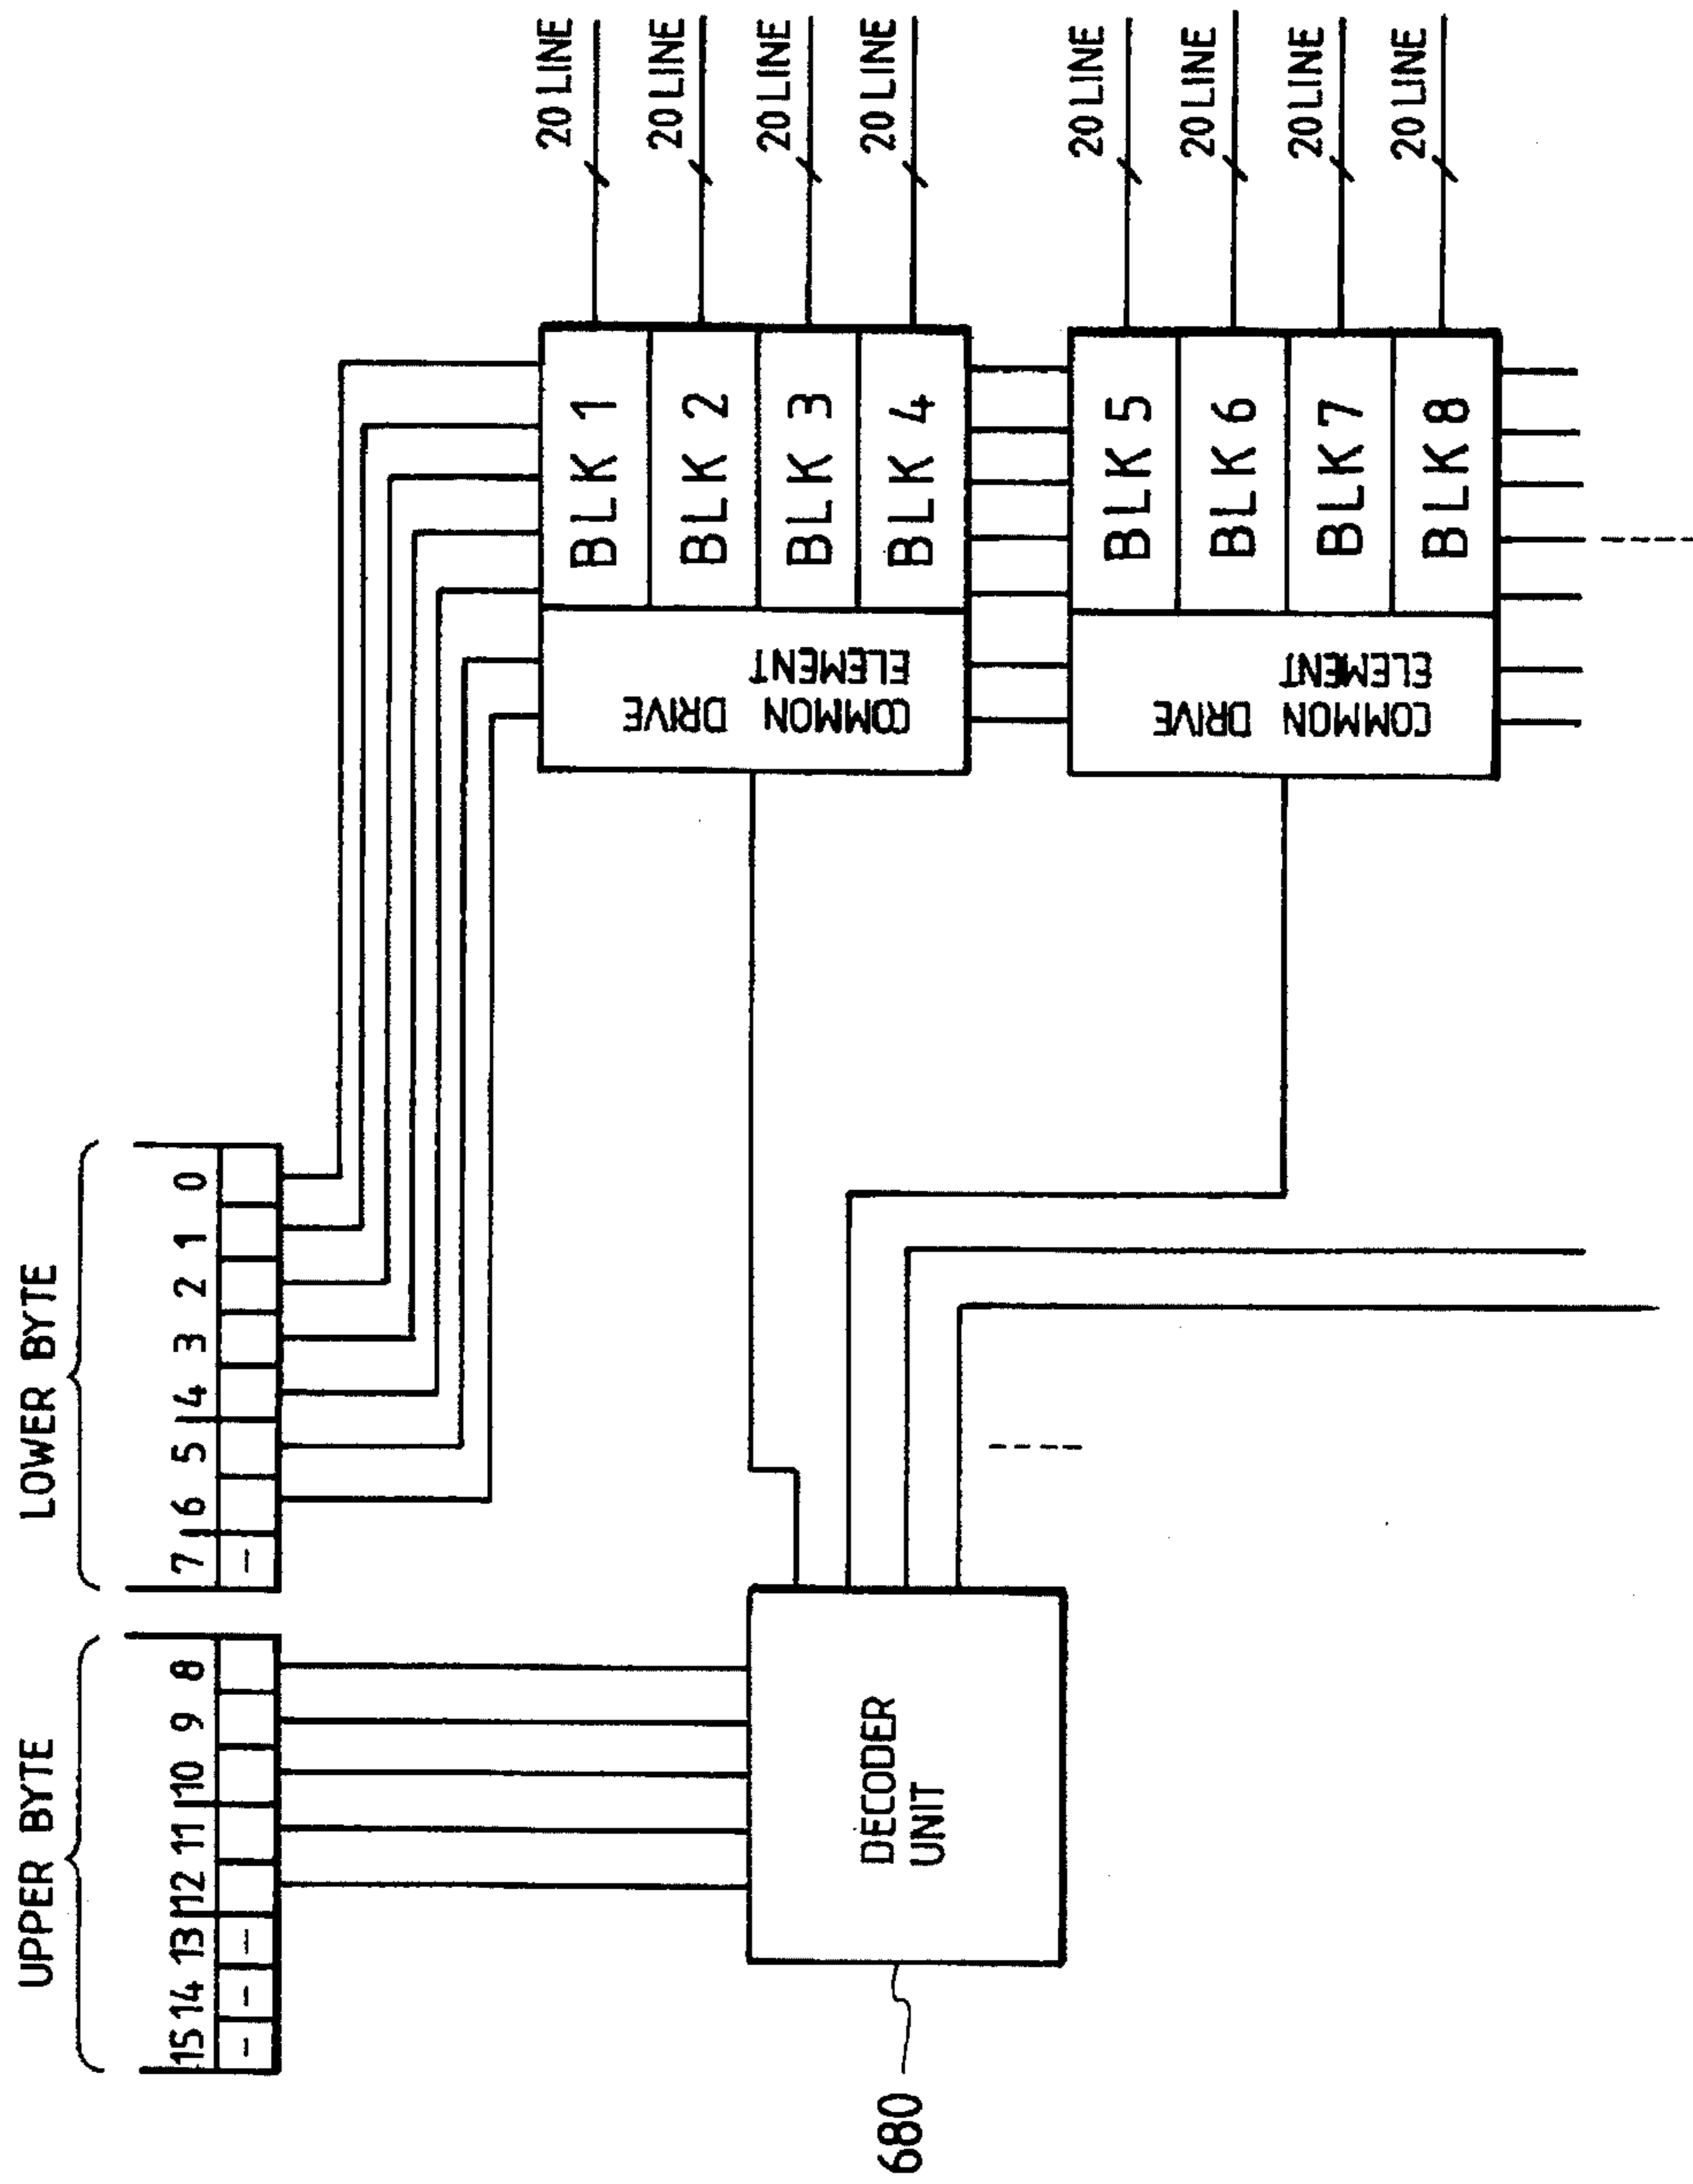 UPPER BYTE
LOWER BYTE
15 14 13 12 11 10 9 8
7 6 5 4 3 2 1 0
- - -
-
680
DECODER
UNIT
COMMON DRIVE
ELEMENT
BLK 1
BLK 2
BLK 3
BLK 4
20 LINE
20 LINE
20 LINE
20 LINE
COMMON DRIVE
ELEMENT
BLK 5
BLK 6
BLK 7
BLK 8
20 LINE
20 LINE
20 LINE
20 LINE